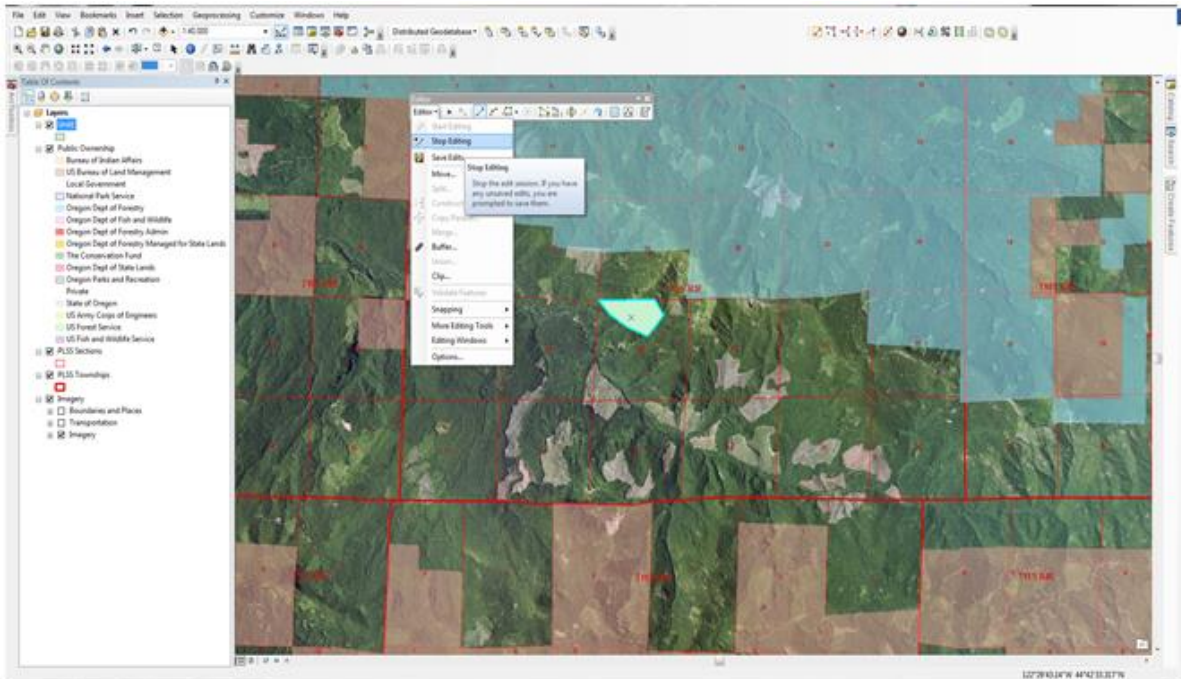 File Edit View Bookmarks Insert Selection Geoprocessing Customize Windows Help
1:40,000
Distributed Geodatabase
Table Of Contents
Layers
Public Ownership
Bureau of Indian Affairs
US Bureau of Land Management
Local Government
National Park Service
Oregon Dept of Forestry
Oregon Dept of Fish and Wildlife
Oregon Dept of Forestry Admin
Oregon Dept of Forestry Managed for State Lands
The Conservation Fund
Oregon Dept of State Lands
Oregon Parks and Recreation
Private
State of Oregon
US Army Corps of Engineers
US Forest Service
US Fish and Wildlife Service
PLSS Sections
PLSS Townships
Imagery
Boundaries and Places
Transportation
Imagery
Editor
Editor
Start Editing
Stop Editing
Save Edits
Move...
Split...
Copy Parallel...
Merge...
Buffer...
Union...
Clip...
Validate Features
Snapping
More Editing Tools
Editing Windows
Options...
Stop Editing
Stop the edit session. If you have
any unsaved edits, you are
prompted to save them.
Catalog
Search
Create Features